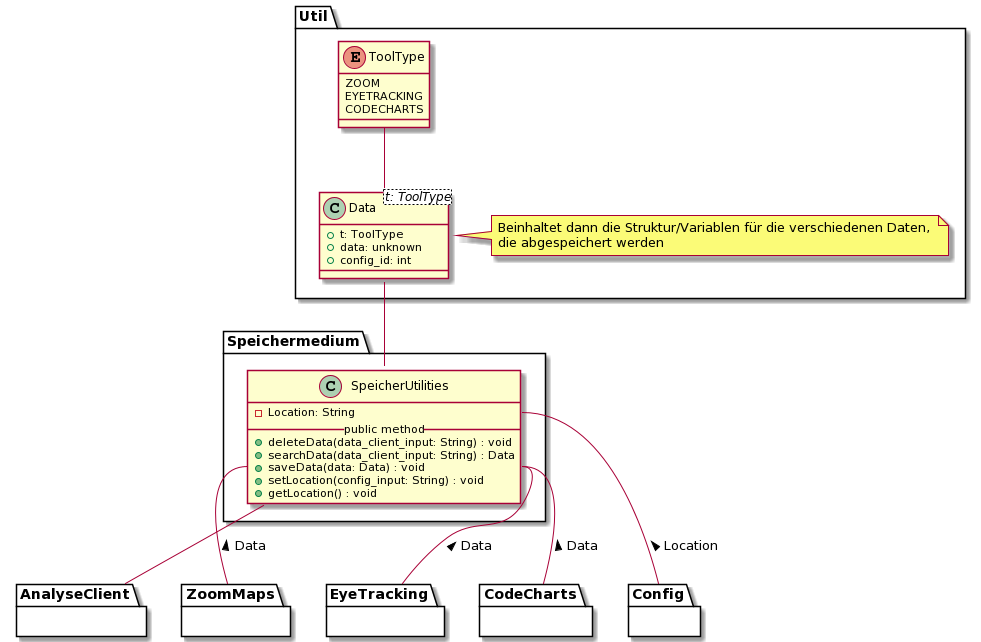 Util
E ToolType
ZOOM
EYETRACKING
CODECHARTS
t: ToolType
C Data
t: ToolType
data: unknown
config_id: int
Beinhaltet dann die Struktur/Variablen für die verschiedenen Daten,
die abgespeichert werden
Speichermedium
C SpeicherUtilities
Location: String
public method
deleteData(data_client_input: String) : void
searchData(data_client_input: String) : Data
saveData(data: Data) : void
setLocation(config_input: String) : void
getLocation() : void
Data
Data
Data
Location
AnalyseClient
ZoomMaps
EyeTracking
CodeCharts
Config